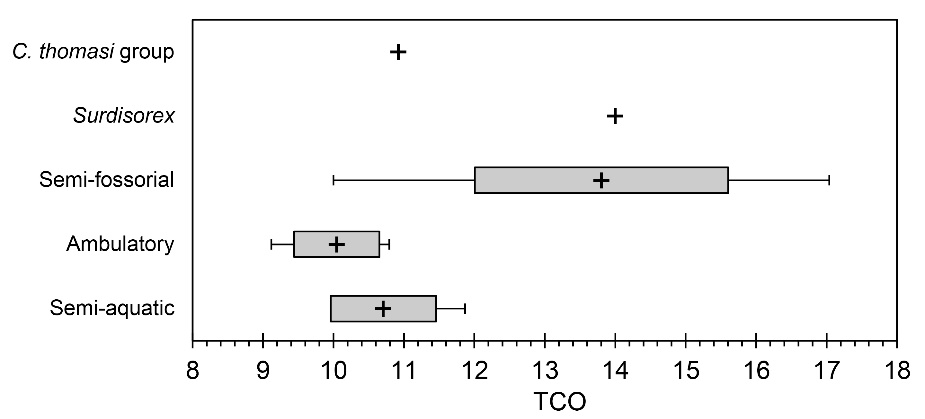 C. thomasi group
Surdisorex
Semi-fossorial
Ambulatory
Semi-aquatic
8 9 10 11 12 13 14 15 16 17 18
TCO